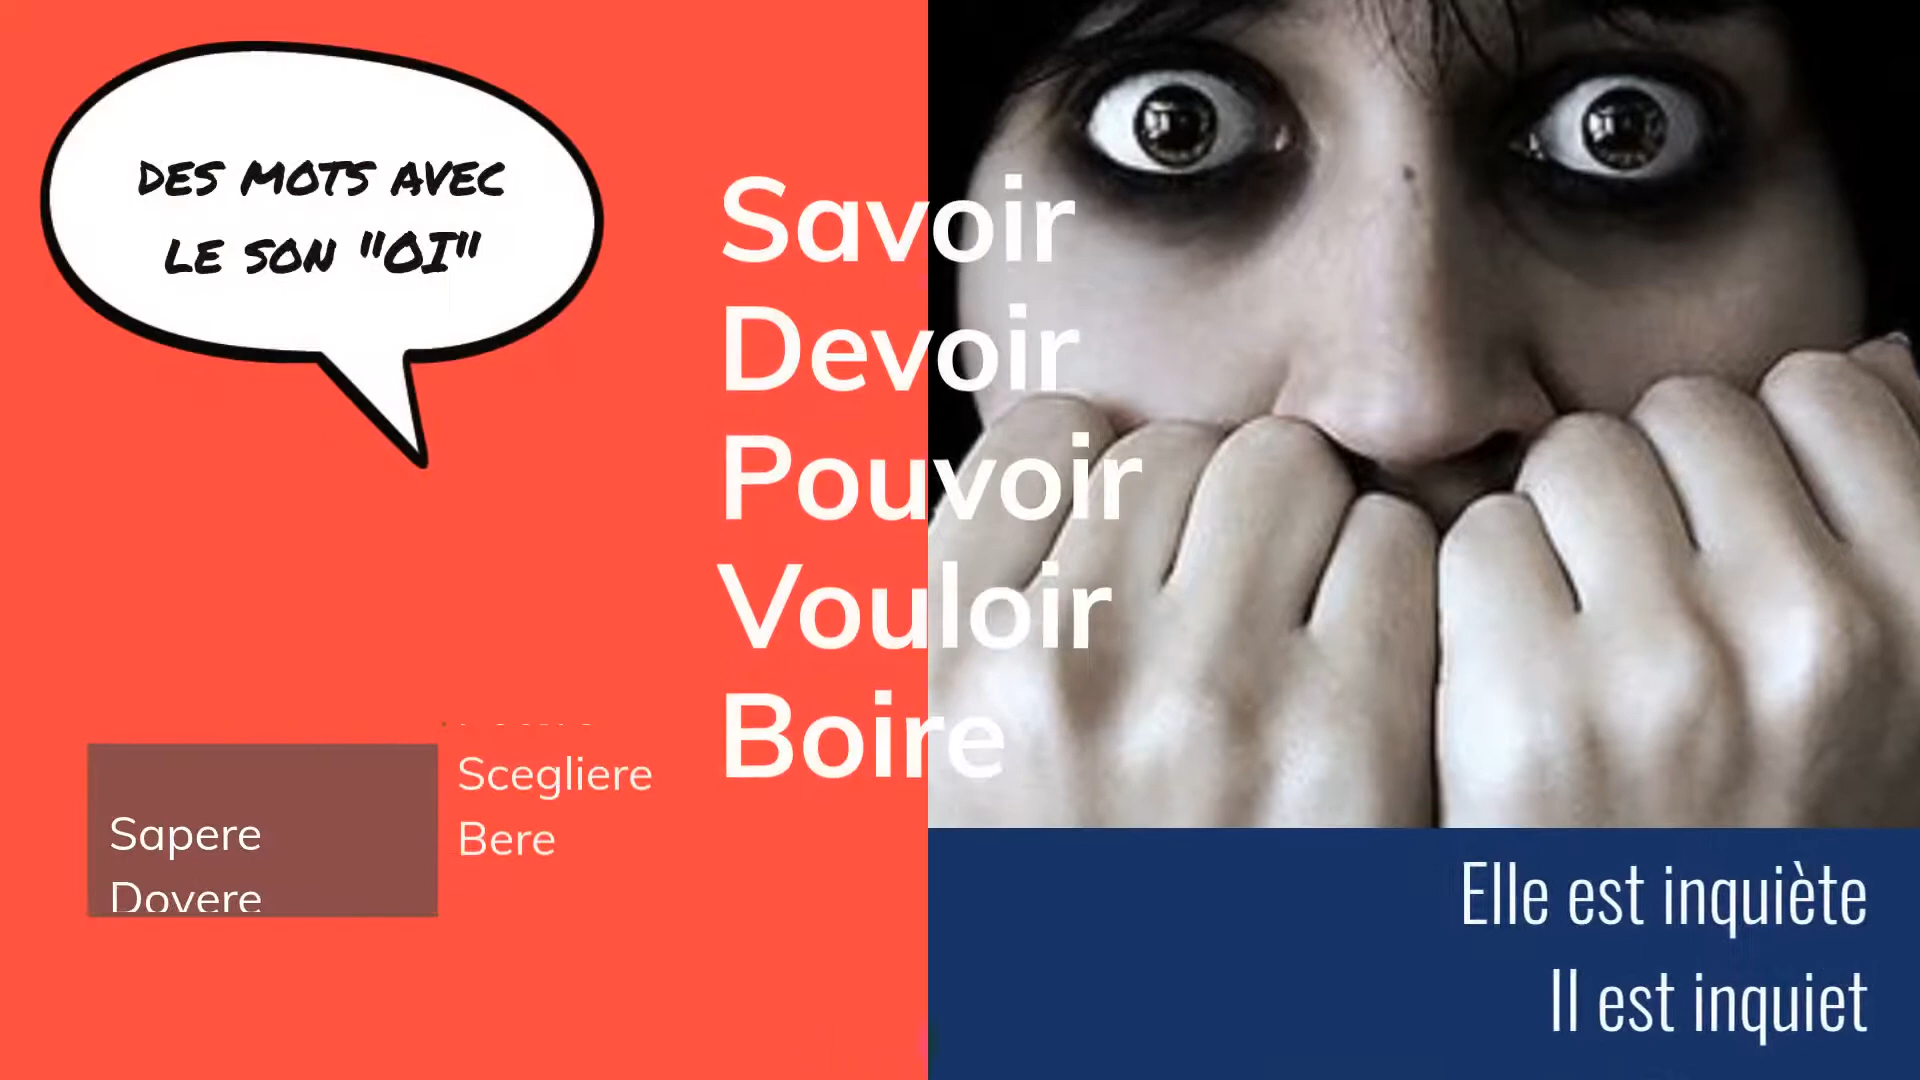 DES MOTS AVEC
LE SON "OI"
Savoir
Devoir
Pouvoir
Vouloir
Boire
Sapere
Dovere
Scegliere
Bere
Elle est inquiète
Il est inquiet